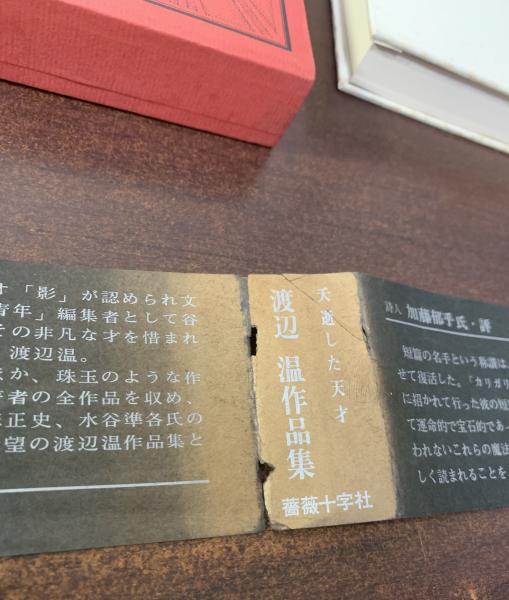 オ「影」が認められ文
青年」編集者として谷
その非凡な才を惜まれ
渡辺温。
ほか、珠玉のような作
著者の全作品を収め、
正史、水谷準各氏の
望の渡辺温作品集と
夭逝した天才
渡辺 温作品集
薔薇十字社
詩人 加藤郁乎氏・評
短篇の名手という称讃は、
せて復活した。「カリガリ
に招かれて行った彼の短
て運命的で宝石的であっ
われないこれらの魔法
しく読まれることを